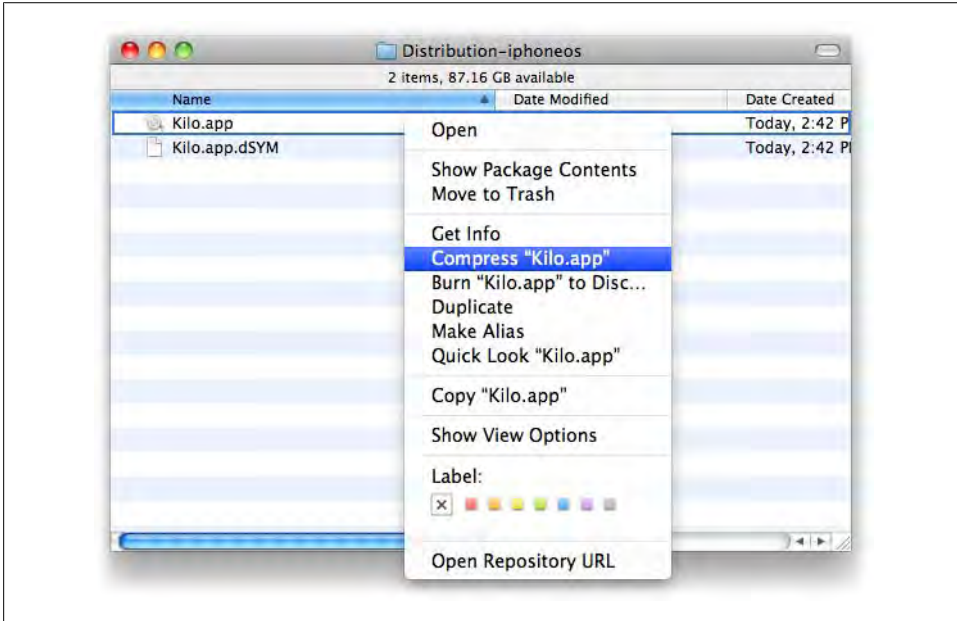 Distribution-iphoneos
2 items, 87.16 GB available
Name Date Modified Date Created
Kilo.app Today, 2:42 P
Kilo.app.dSYM Today, 2:42 P
Open
Show Package Contents
Move to Trash
Get Info
Compress “Kilo.app”
Burn “Kilo.app” to Disc...
Duplicate
Make Alias
Quick Look “Kilo.app”
Copy “Kilo.app”
Show View Options
Label:
Open Repository URL